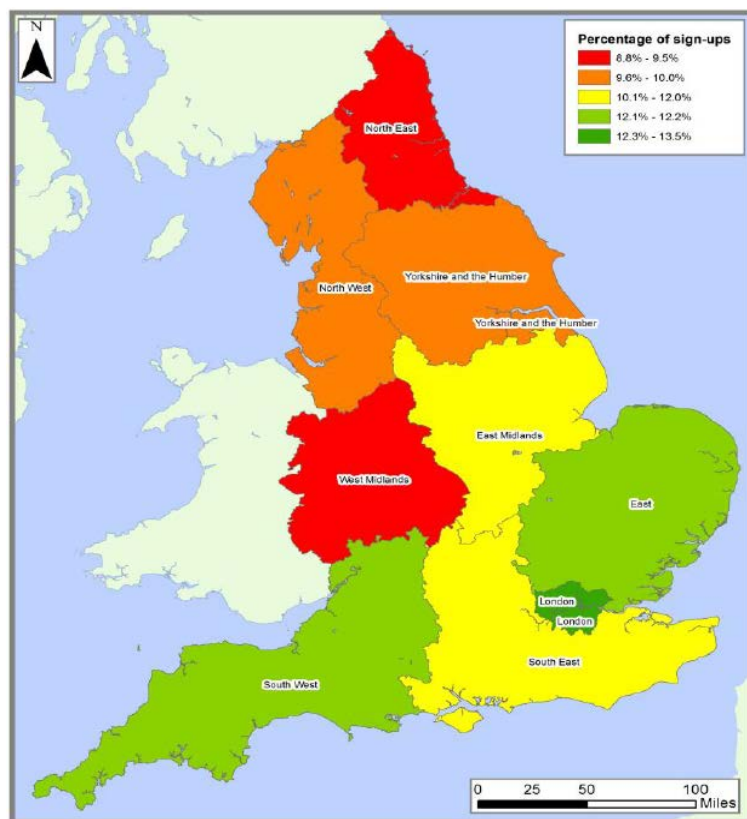 N
Percentage of sign-ups
8.8% - 9.5%
9.6% - 10.0%
10.1% - 12.0%
12.1% - 12.2%
12.3% - 13.5%
North East
Yorkshire and the Humber
North West
Yorkshire and the Humber
East Midlands
West Midlands
East
London
London
South East
South West
0 25 50 100
Miles